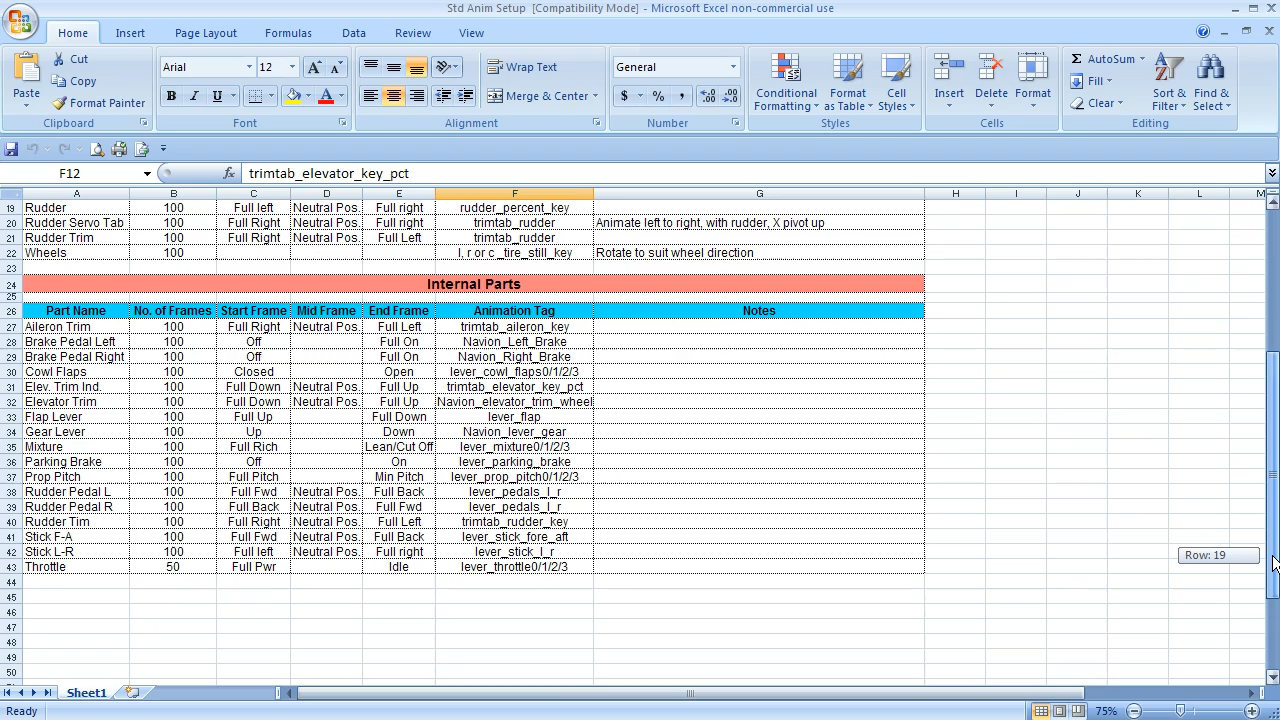 Std Anim Setup [Compatibility Mode] - Microsoft Excel non-commercial use
Home Insert Page Layout Formulas Data Review View
Paste
Cut
Copy
Format Painter
Clipboard
Arial 12
B I U
Font
Wrap Text
Merge & Center
Alignment
General
$ % ,
Number
Conditional Formatting
Format as Table
Cell Styles
Styles
Insert Delete Format
Cells
Σ AutoSum
Fill
Clear
Sort & Filter
Find & Select
Editing
F12 fx trimtab_elevator_key_pct
A B C D E F G H I J K L M
19 Rudder 100 Full left Neutral Pos. Full right rudder_percent_key
20 Rudder Servo Tab 100 Full Right Neutral Pos. Full right trimtab_rudder Animate left to right, with rudder, X pivot up
21 Rudder Trim 100 Full Right Neutral Pos. Full Left trimtab_rudder
22 Wheels 100 l, r or c _tire_still_key Rotate to suit wheel direction
23
24 Internal Parts
25
26 Part Name No. of Frames Start Frame Mid Frame End Frame Animation Tag Notes
27 Aileron Trim 100 Full Right Neutral Pos. Full Left trimtab_aileron_key
28 Brake Pedal Left 100 Off Full On Navion_Left_Brake
29 Brake Pedal Right 100 Off Full On Navion_Right_Brake
30 Cowl Flaps 100 Closed Open lever_cowl_flaps0/1/2/3
31 Elev. Trim Ind. 100 Full Down Neutral Pos. Full Up trimtab_elevator_key_pct
32 Elevator Trim 100 Full Down Neutral Pos. Full Up Navion_elevator_trim_wheel
33 Flap Lever 100 Full Up Full Down lever_flap
34 Gear Lever 100 Up Down Navion_lever_gear
35 Mixture 100 Full Rich Lean/Cut Off lever_mixture0/1/2/3
36 Parking Brake 100 Off On lever_parking_brake
37 Prop Pitch 100 Full Pitch Min Pitch lever_prop_pitch0/1/2/3
38 Rudder Pedal L 100 Full Fwd Neutral Pos. Full Back lever_pedals_l_r
39 Rudder Pedal R 100 Full Back Neutral Pos. Full Fwd lever_pedals_l_r
40 Rudder Tim 100 Full Right Neutral Pos. Full Left trimtab_rudder_key
41 Stick F-A 100 Full Fwd Neutral Pos. Full Back lever_stick_fore_aft
42 Stick L-R 100 Full left Neutral Pos. Full right lever_stick_l_r
43 Throttle 50 Full Pwr Idle lever_throttle0/1/2/3
44
45
46
47
48
49
50
Row: 19
Sheet1
Ready 75%